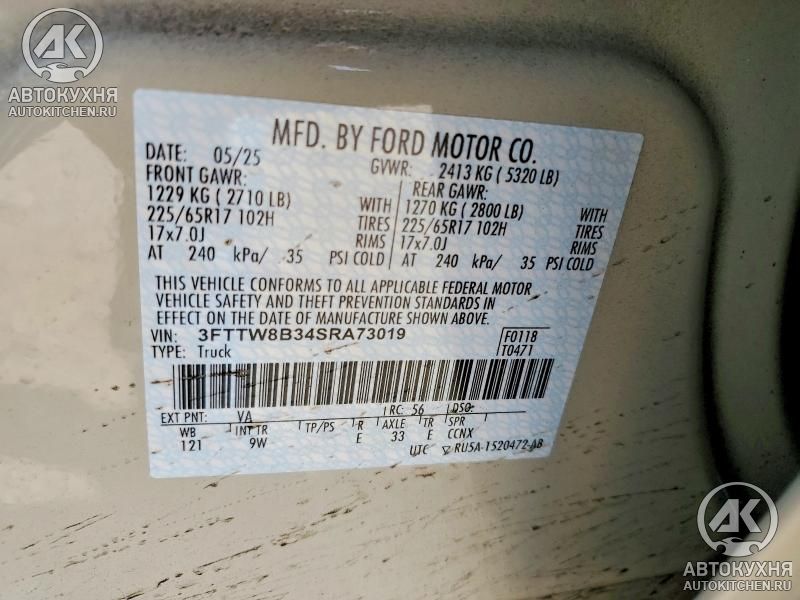 АК
АВТОКУХНЯ
AUTOKITCHEN.RU
MFD. BY FORD MOTOR CO.
DATE: 05/25 GVWR: 2413 KG ( 5320 LB)
FRONT GAWR: REAR GAWR:
1229 KG ( 2710 LB) WITH 1270 KG ( 2800 LB) WITH
225/65R17 102H TIRES 225/65R17 102H TIRES
17x7.0J RIMS 17x7.0J RIMS
AT 240 kPa/ 35 PSI COLD AT 240 kPa/ 35 PSI COLD
THIS VEHICLE CONFORMS TO ALL APPLICABLE FEDERAL MOTOR
VEHICLE SAFETY AND THEFT PREVENTION STANDARDS IN
EFFECT ON THE DATE OF MANUFACTURE SHOWN ABOVE.
VIN: 3FTTW8B34SRA73019 F0118
TYPE: Truck T0471
EXT PNT: VA RC: 56 DSO:
WB INT TR TP/PS R AXLE TR SPR
121 9W E 33 E CCNX
UTC RU5A-1520472-AB
АК
АВТОКУХНЯ
AUTOKITCHEN.RU